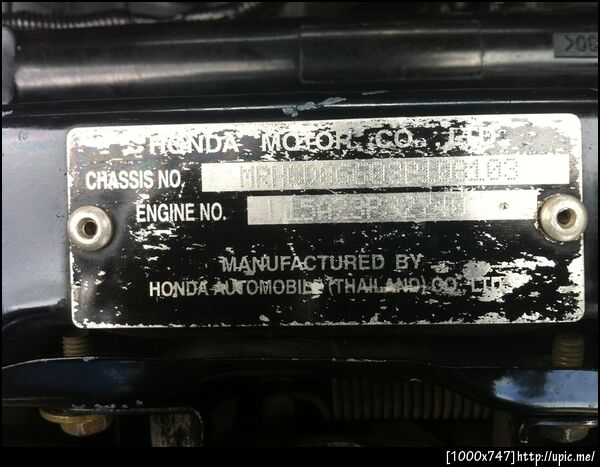 HONDA MOTOR CO., LTD.
CHASSIS NO.
ENGINE NO.
MANUFACTURED BY
HONDA AUTOMOBILE (THAILAND) CO., LTD.
[1000x747]http://upic.me/